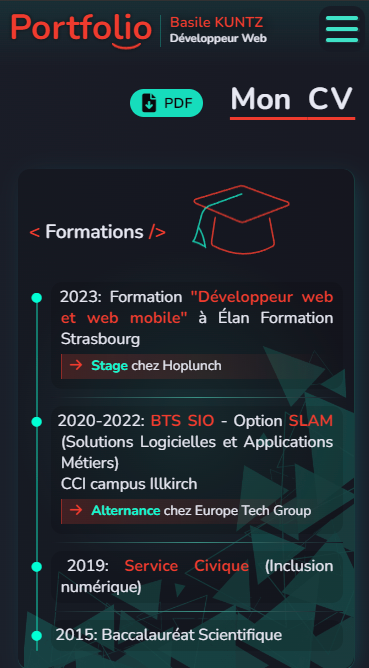 Portfolio
Basile KUNTZ
Développeur Web
PDF
Mon CV
< Formations />
2023: Formation "Développeur web
et web mobile" à Élan Formation
Strasbourg
→ Stage chez Hoplunch
2020-2022: BTS SIO - Option SLAM
(Solutions Logicielles et Applications
Métiers)
CCI campus Illkirch
→ Alternance chez Europe Tech Group
2019: Service Civique (Inclusion
numérique)
2015: Baccalauréat Scientifique